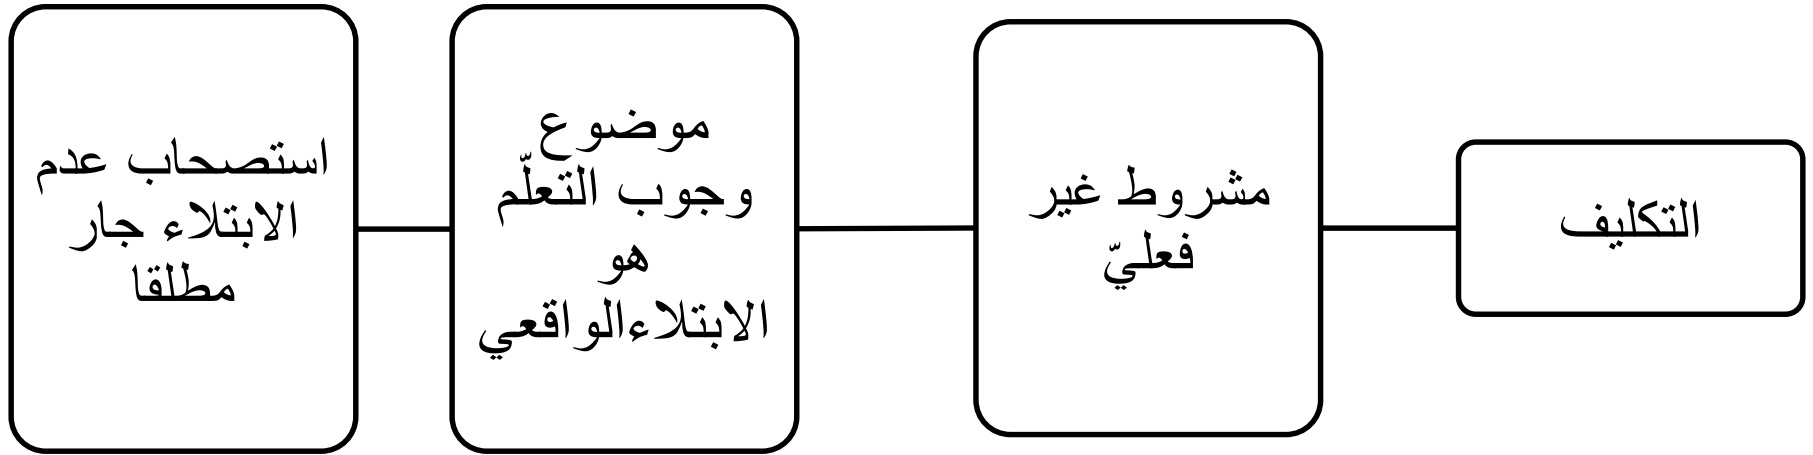 التكليف
مشروط غير
فعليّ
موضوع
وجوب التعلّم
هو
الابتلاءالواقعي
استصحاب عدم
الابتلاء جار
مطلقا